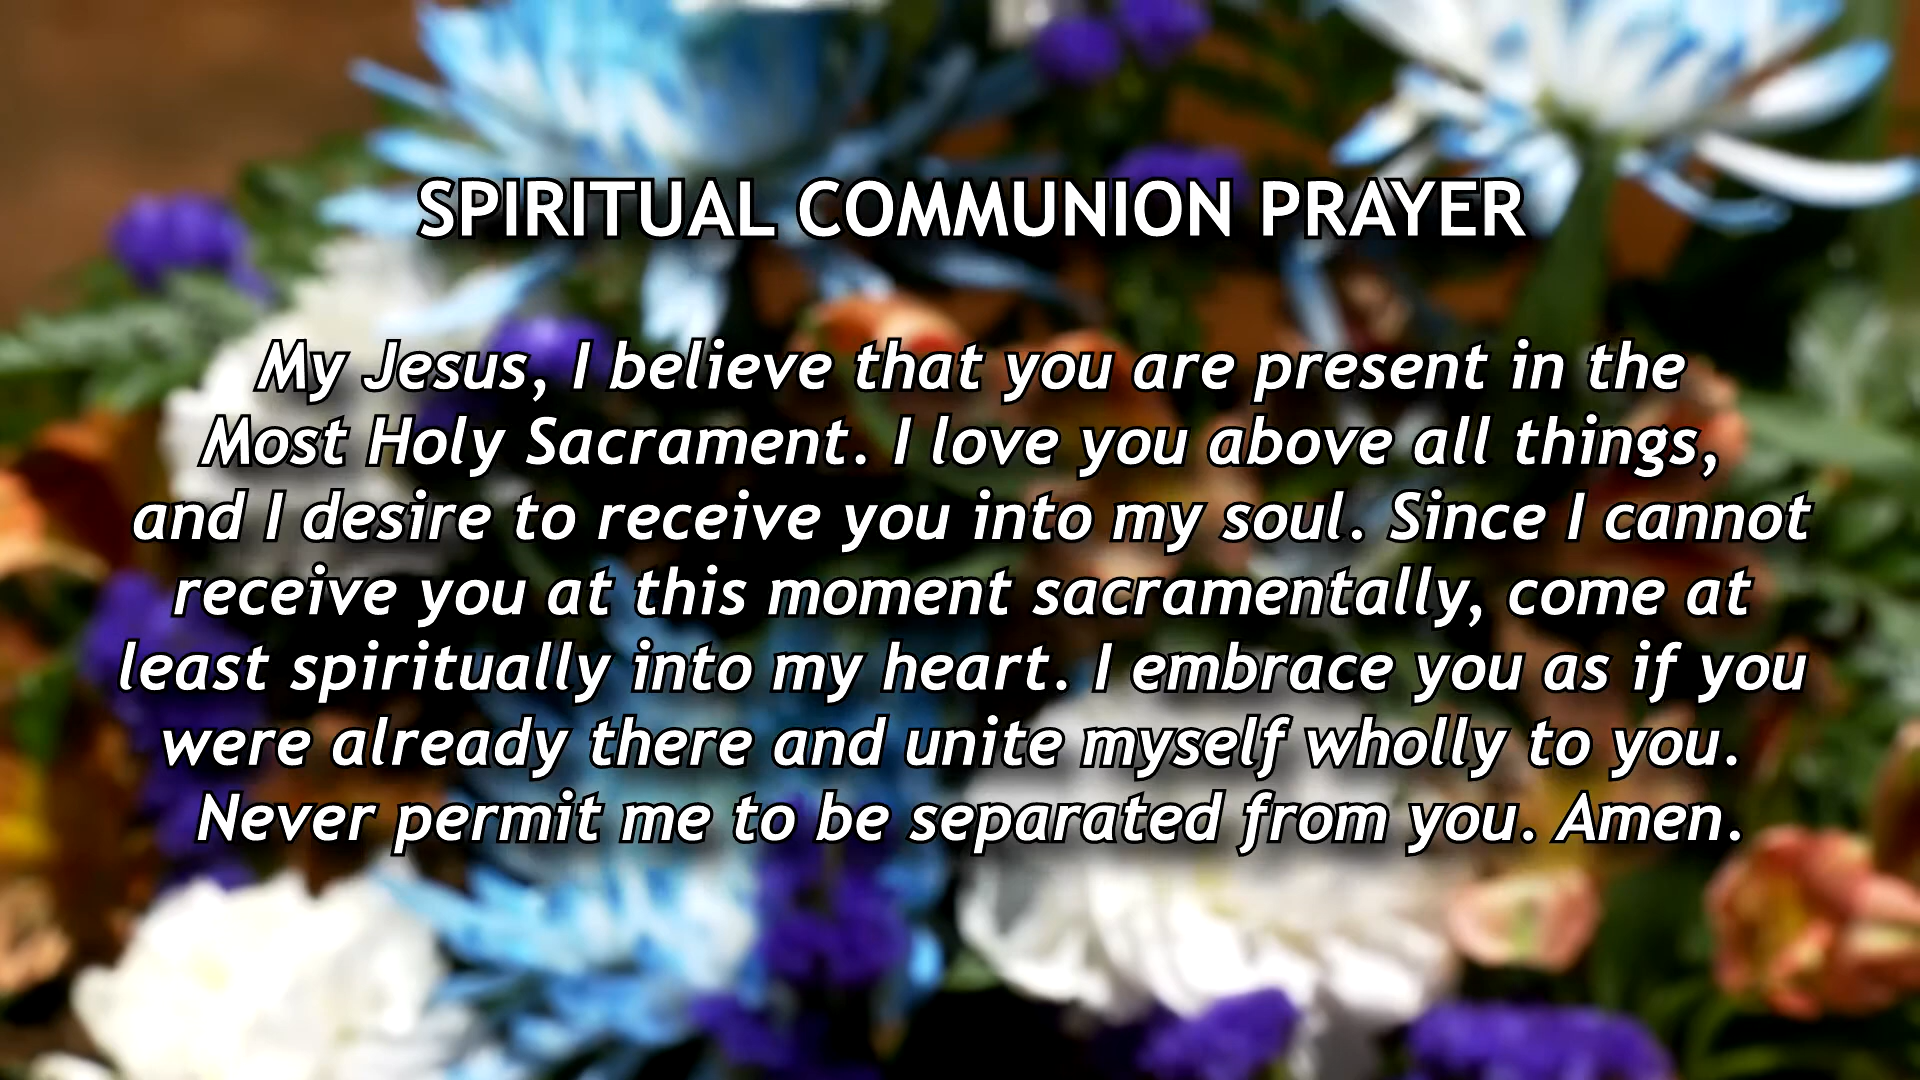 SPIRITUAL COMMUNION PRAYER
My Jesus, I believe that you are present in the
Most Holy Sacrament. I love you above all things,
and I desire to receive you into my soul. Since I cannot
receive you at this moment sacramentally, come at
least spiritually into my heart. I embrace you as if you
were already there and unite myself wholly to you.
Never permit me to be separated from you. Amen.